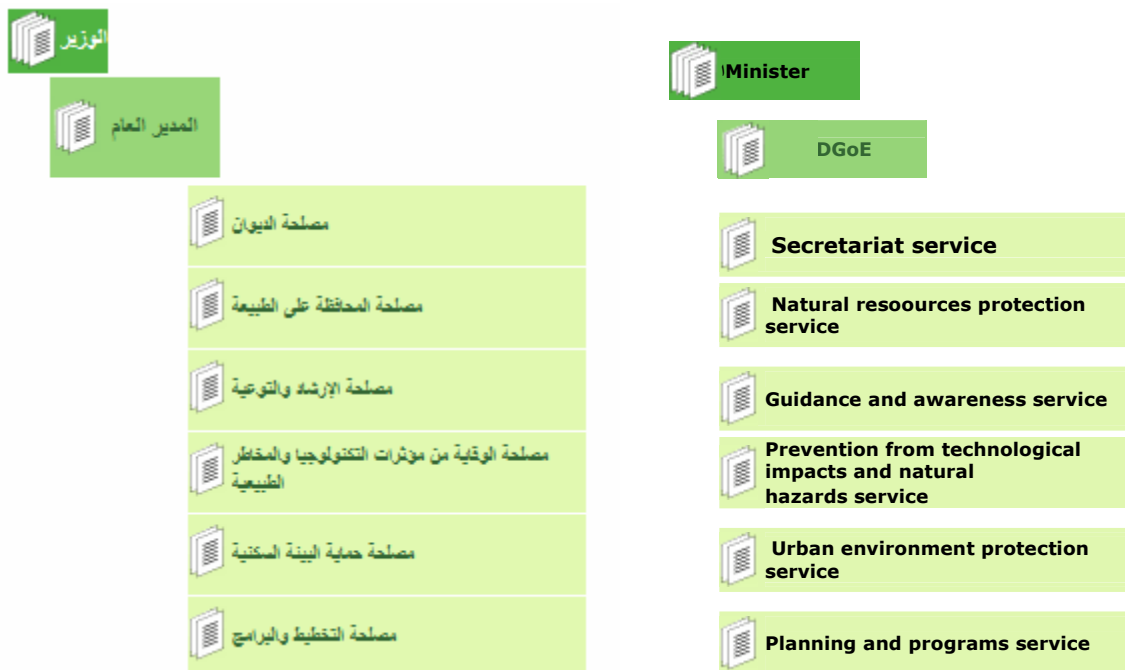 الوزير
المدير العام
مصلحة الديوان
مصلحة المحافظة على الطبيعة
مصلحة الإرشاد والتوعية
مصلحة الوقاية من مؤثرات التكنولوجيا والمخاطر
الطبيعية
مصلحة حماية البيئة السكنية
مصلحة التخطيط والبرامج
Minister
DGoE
Secretariat service
Natural resoources protection
service
Guidance and awareness service
Prevention from technological
impacts and natural
hazards service
Urban environment protection
service
Planning and programs service